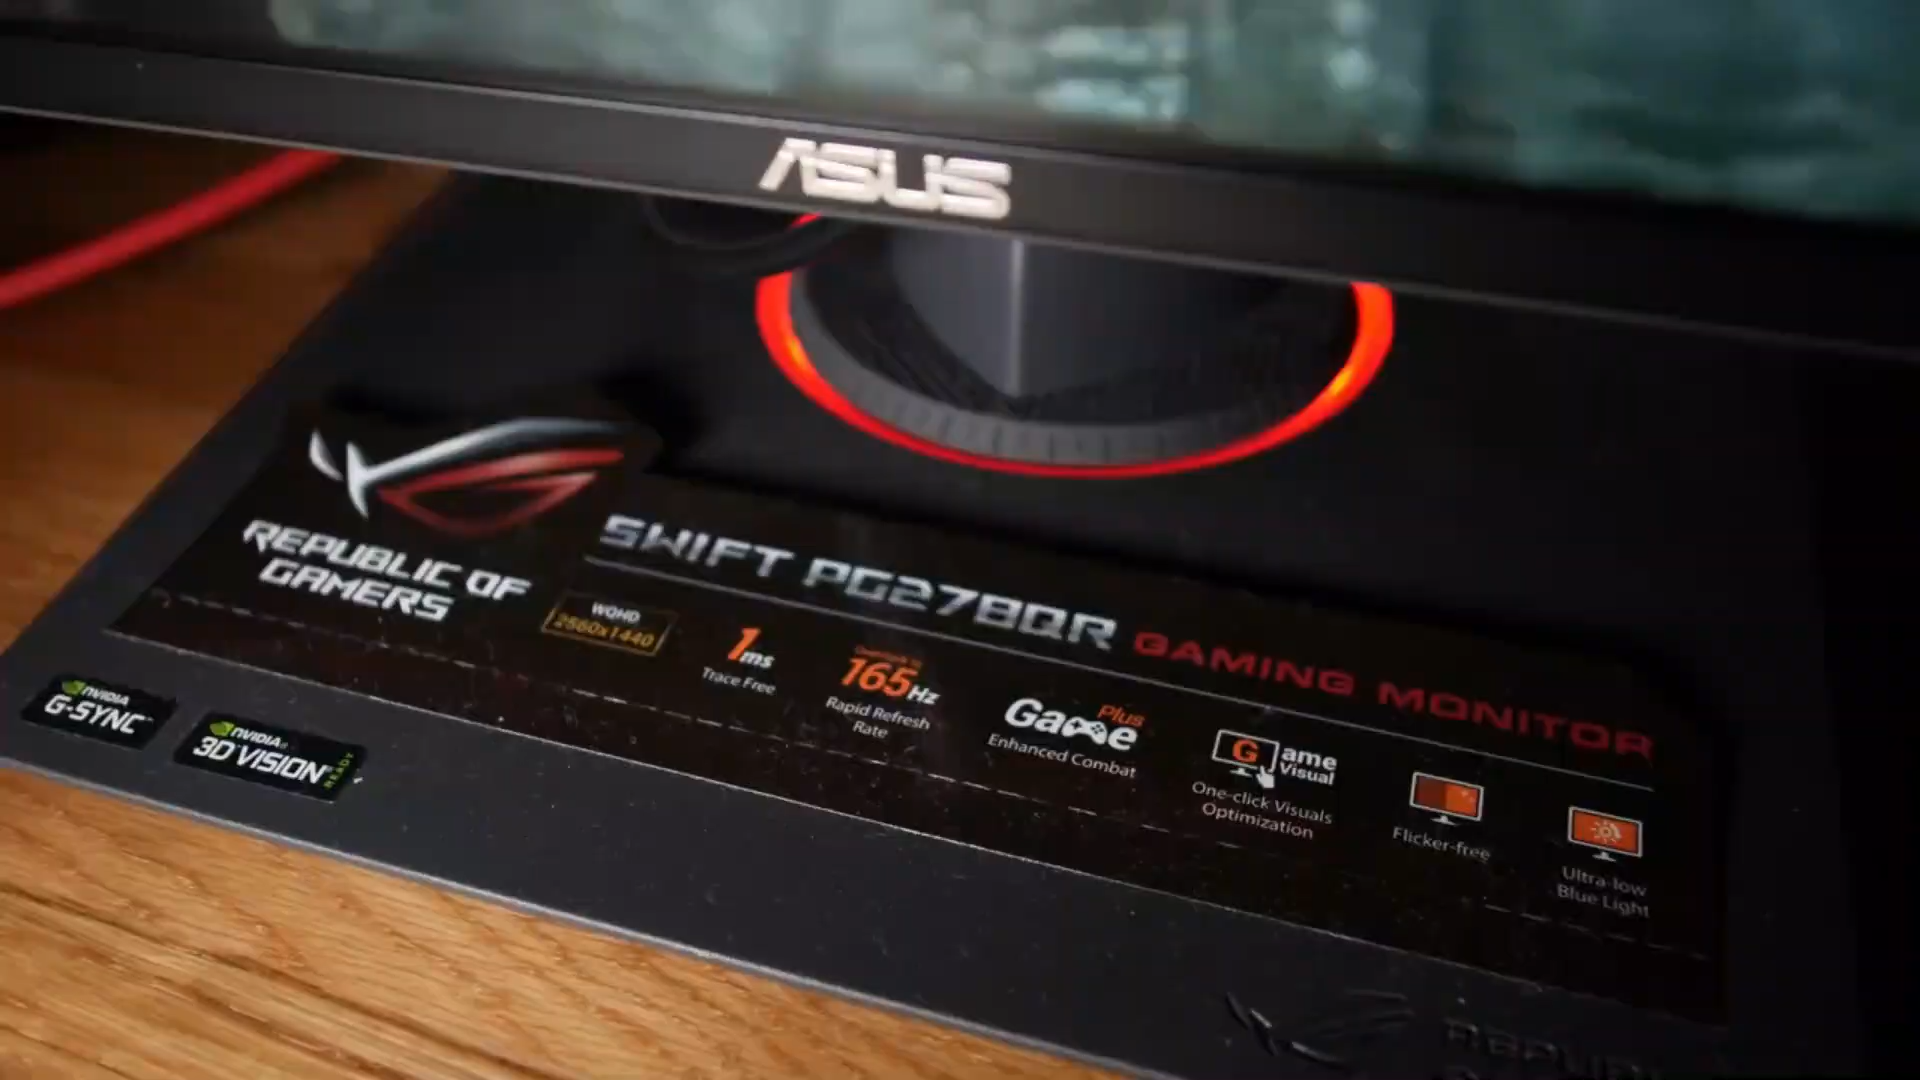 ASUS
REPUBLIC OF
GAMERS
SWIFT PG278QR GAMING MONITOR
WQHD
2560x1440
1ms
Trace Free
Overclock to
165Hz
Rapid Refresh
Rate
Game Plus
Enhanced Combat
Game
Visual
One-click Visuals
Optimization
Flicker-free
Ultra-low
Blue Light
NVIDIA
G-SYNC
NVIDIA®
3D VISION®
READY